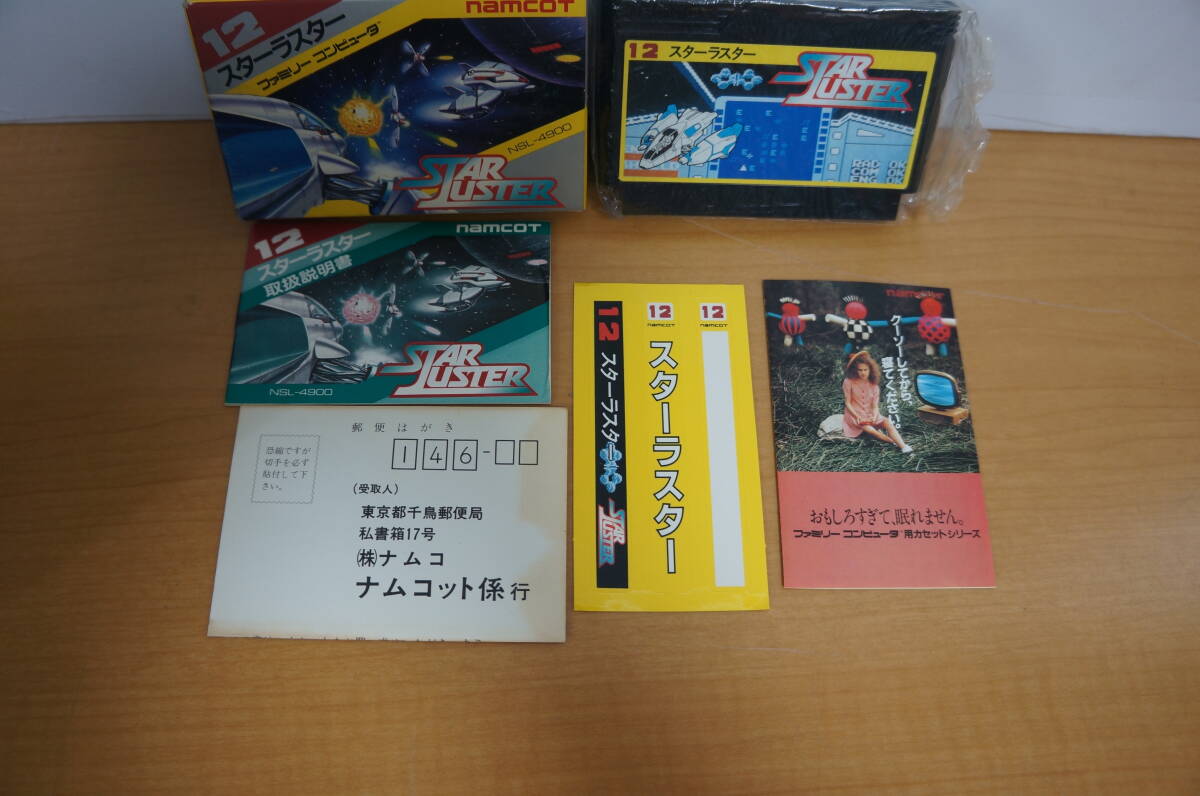 namcot
12
スターラスター
ファミリー コンピュータ
NSL-4900
STAR
LUSTER
12 スターラスター
STAR
LUSTER
12
namcot
スターラスター
取扱説明書
STAR
LUSTER
NSL-4900
郵便はがき
恐縮ですが
切手を必ず
貼付して下
さい。
146-
(受取人)
東京都千鳥郵便局
私書箱17号
(株)ナムコ
ナムコット係 行
12 スターラスター
STAR
LUSTER
12
namcot
スターラスター
12
namcot
namcot
クーソーしてから、
寝てください。
おもしろすぎて、眠れません。
ファミリー コンピュータ 用カセットシリーズ